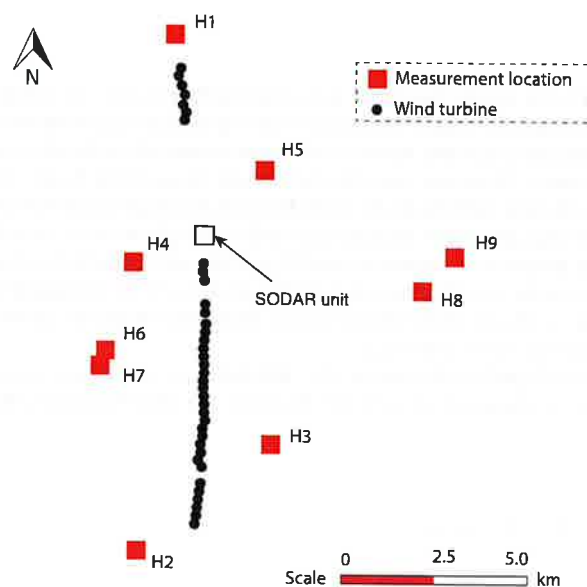 H1
N
Measurement location
Wind turbine
H5
H4
H9
SODAR unit
H8
H6
H7
H3
H2
0 2.5 5.0
Scale km